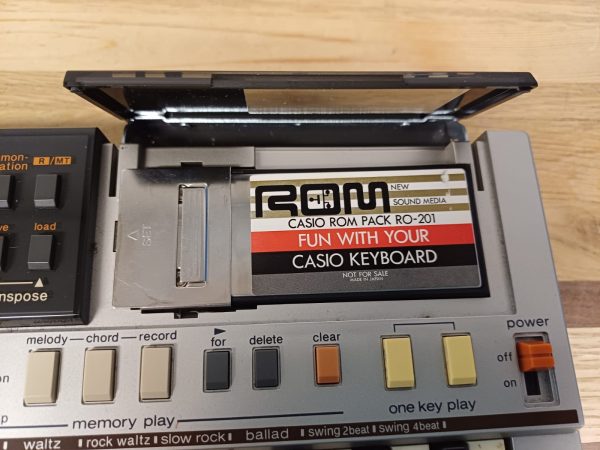 mon-
ation R/MT
ROM
NEW
SOUND MEDIA
CASIO ROM PACK RO-201
SET
FUN WITH YOUR
CASIO KEYBOARD
NOT FOR SALE
MADE IN JAPAN
ve load
nspose
melody chord record for delete clear
power
off
on
on
one key play
p memory play
waltz rock waltz slow rock ballad swing 2beat swing 4beat